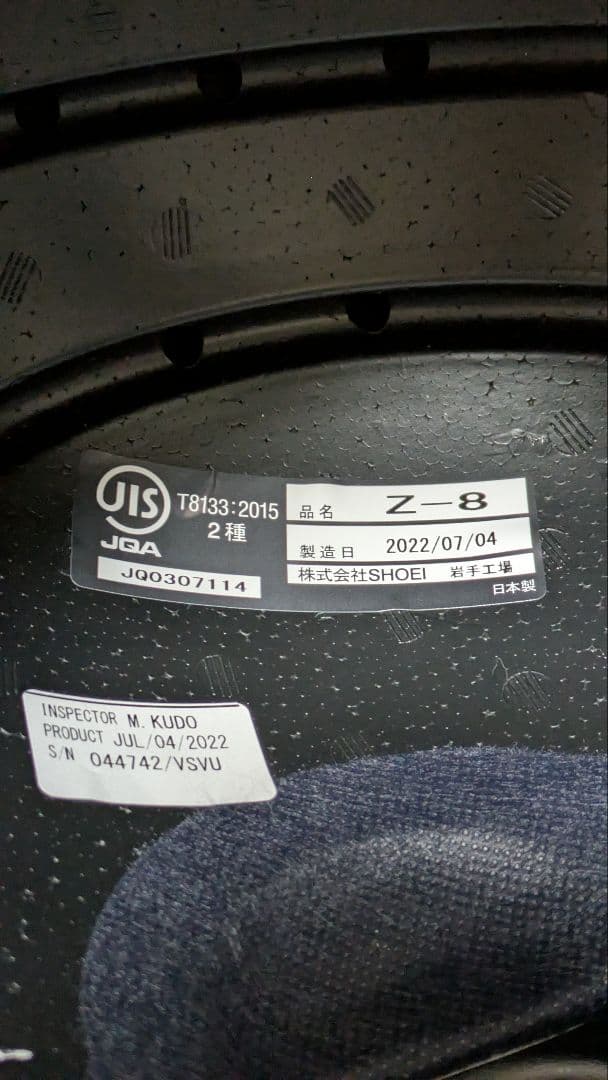 JIS
JQA
T8133:2015
2種
JQ0307114
品名 Z-8
製造日 2022/07/04
株式会社SHOEI 岩手工場
日本製
INSPECTOR M. KUDO
PRODUCT JUL/04/2022
S/N 044742/VSVU